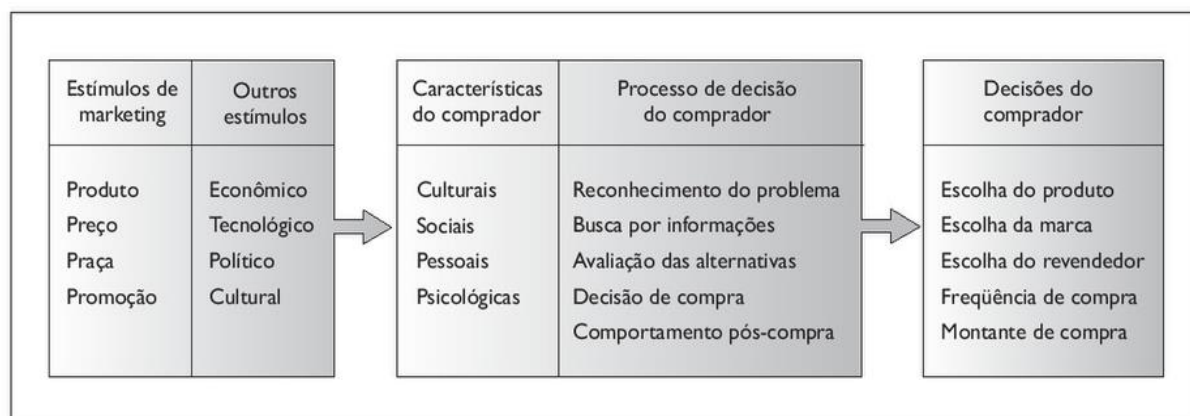 Estímulos de
marketing
Produto
Preço
Praça
Promoção
Outros
estímulos
Econômico
Tecnológico
Político
Cultural
Características
do comprador
Culturais
Sociais
Pessoais
Psicológicas
Processo de decisão
do comprador
Reconhecimento do problema
Busca por informações
Avaliação das alternativas
Decisão de compra
Comportamento pós-compra
Decisões do
comprador
Escolha do produto
Escolha da marca
Escolha do revendedor
Freqüência de compra
Montante de compra